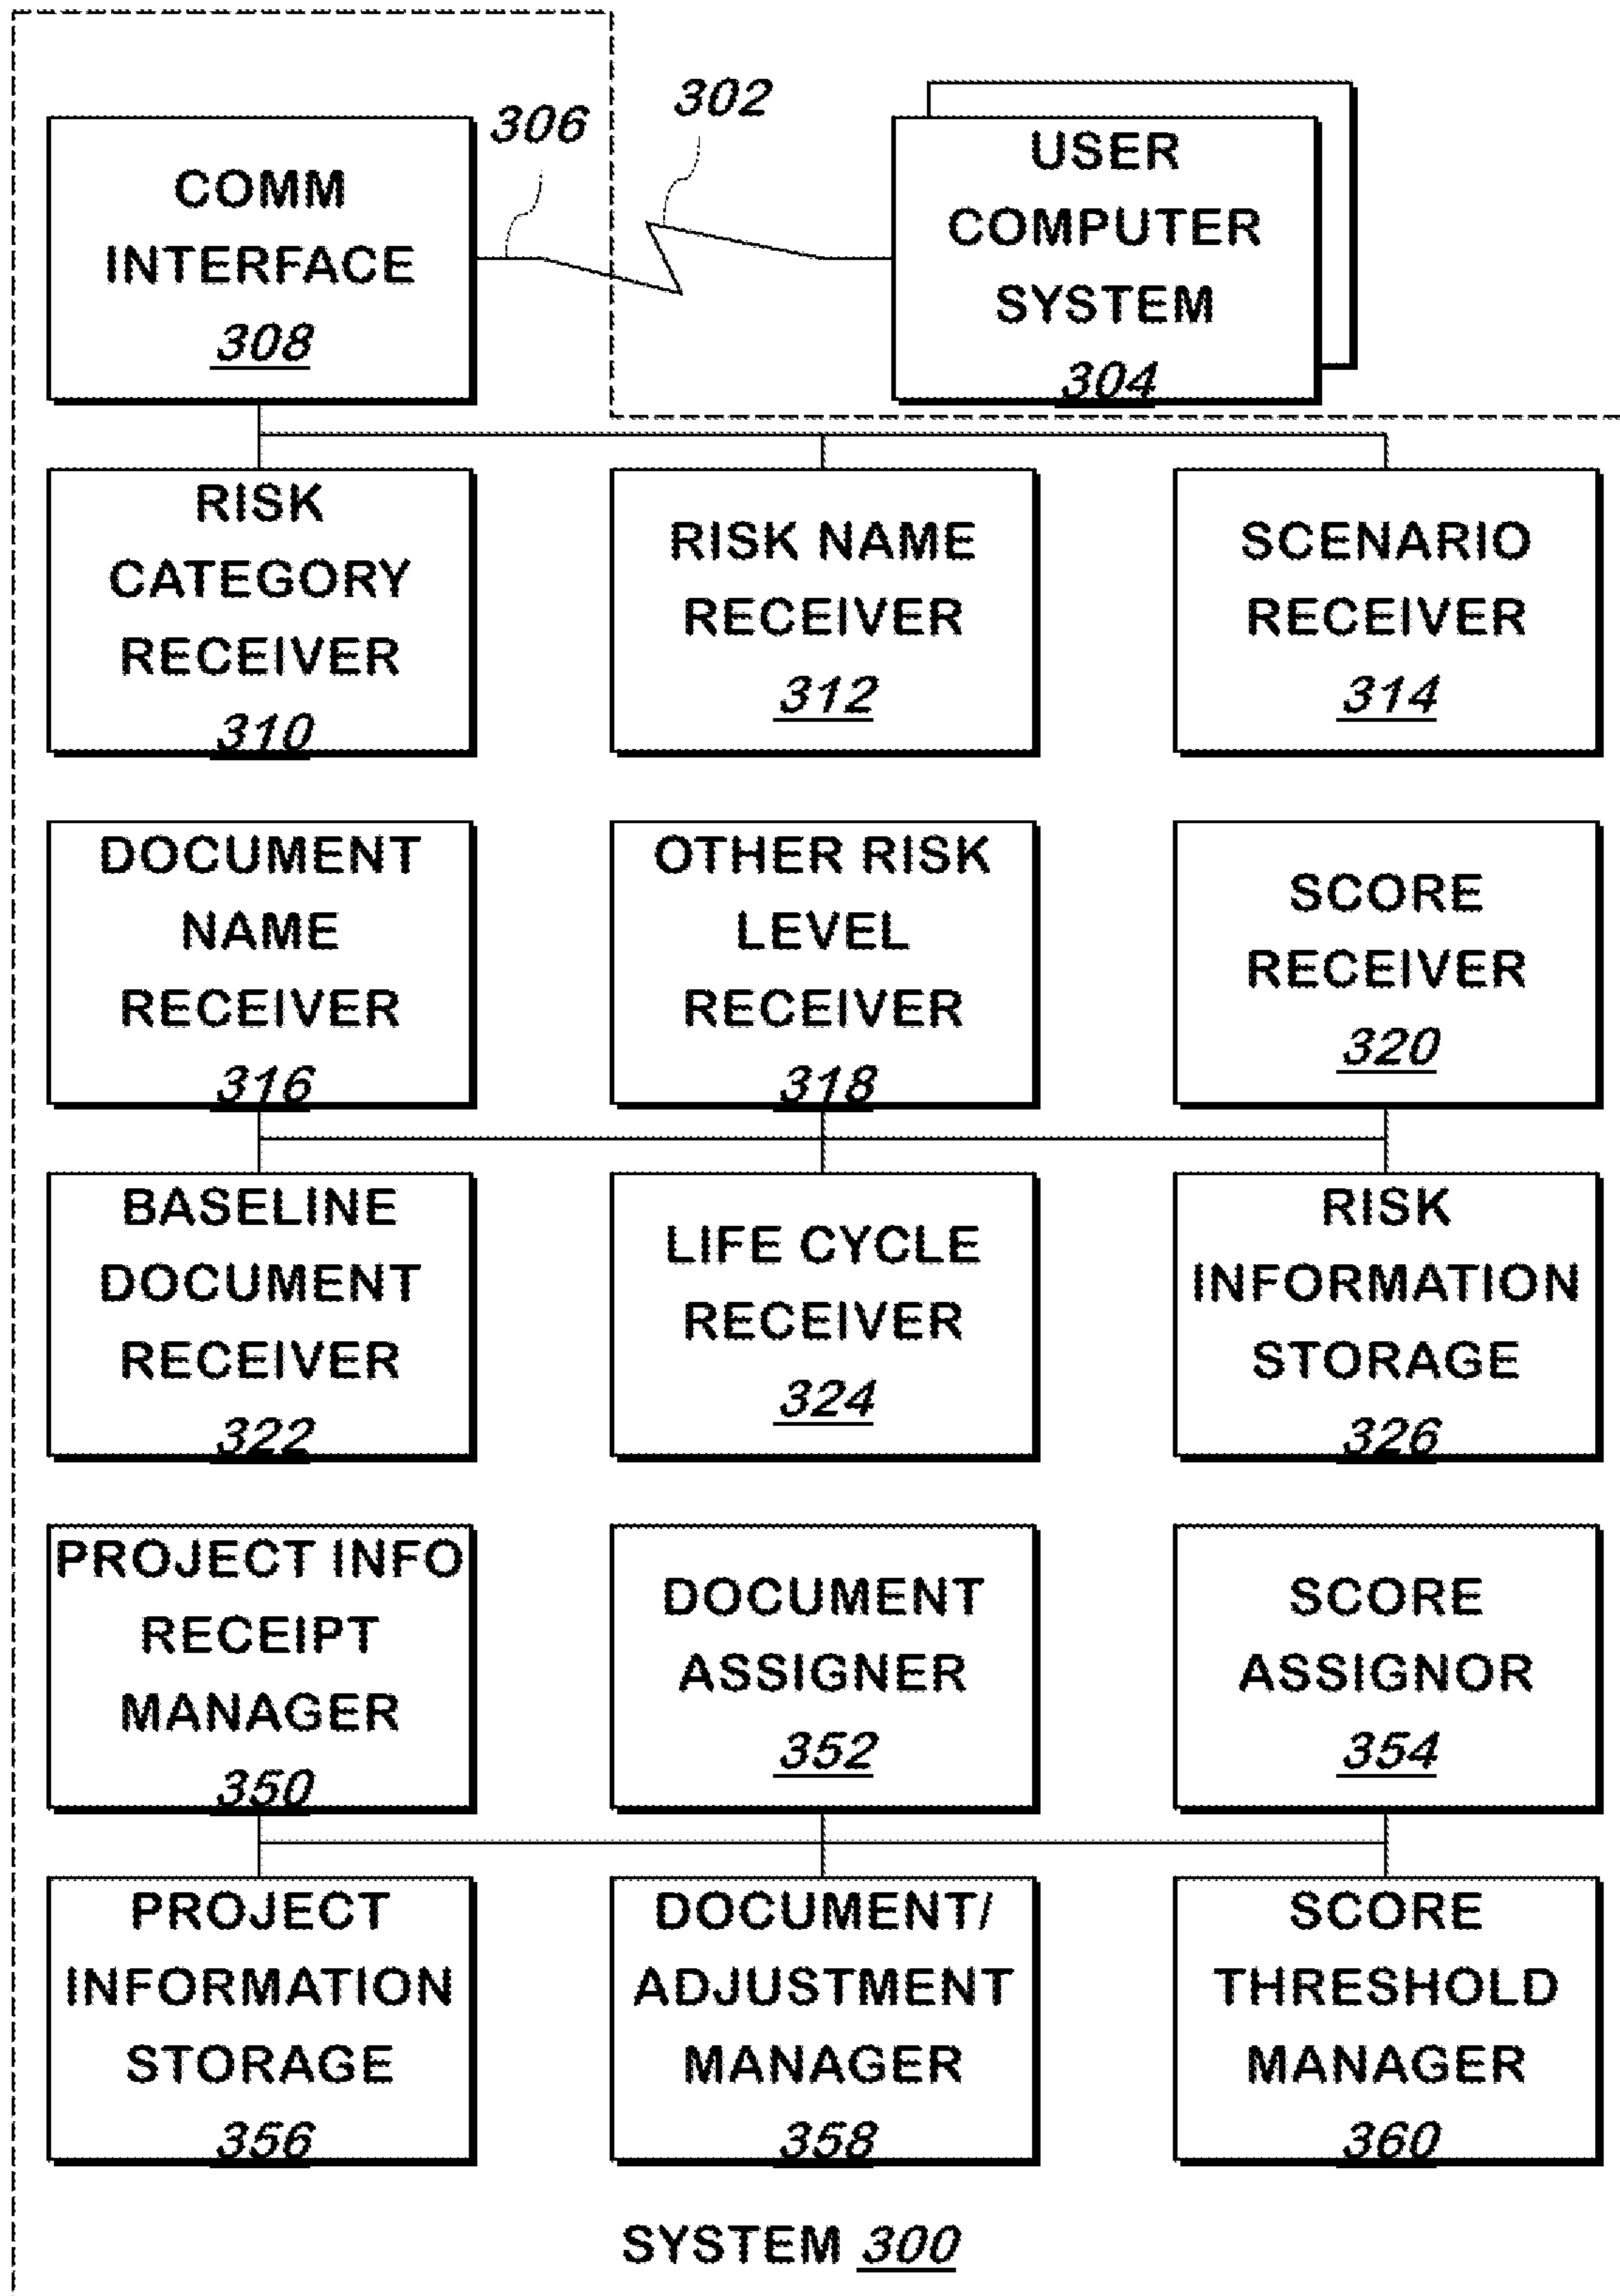 306
302
COMM
INTERFACE
308
USER
COMPUTER
SYSTEM
304
RISK
CATEGORY
RECEIVER
310
RISK NAME
RECEIVER
312
SCENARIO
RECEIVER
314
DOCUMENT
NAME
RECEIVER
316
OTHER RISK
LEVEL
RECEIVER
318
SCORE
RECEIVER
320
BASELINE
DOCUMENT
RECEIVER
322
LIFE CYCLE
RECEIVER
324
RISK
INFORMATION
STORAGE
326
PROJECT INFO
RECEIPT
MANAGER
350
DOCUMENT
ASSIGNER
352
SCORE
ASSIGNOR
354
PROJECT
INFORMATION
STORAGE
356
DOCUMENT/
ADJUSTMENT
MANAGER
358
SCORE
THRESHOLD
MANAGER
360
SYSTEM 300